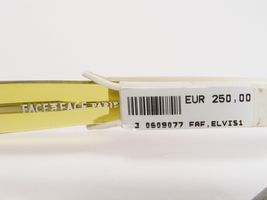 EUR 250,00
FACE À FACE PARIS
3 0609077 FAF,ELVIS1